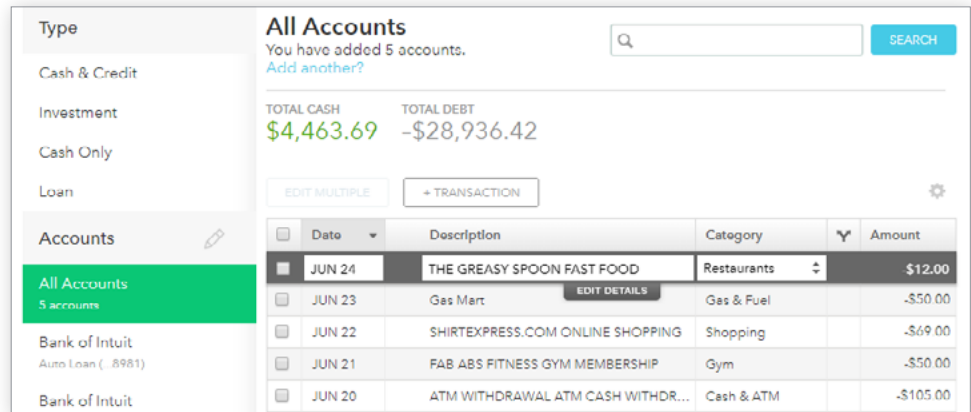 Type
Cash & Credit
Investment
Cash Only
Loan
Accounts
All Accounts
5 accounts
Bank of Intuit
Auto Loan (...8981)
Bank of Intuit
All Accounts
You have added 5 accounts.
Add another?
SEARCH
TOTAL CASH TOTAL DEBT
$4,463.69 -$28,936.42
EDIT MULTIPLE + TRANSACTION
Date Description Category Amount
JUN 24 THE GREASY SPOON FAST FOOD Restaurants -$12.00
EDIT DETAILS
JUN 23 Gas Mart Gas & Fuel -$50.00
JUN 22 SHIRTEXPRESS.COM ONLINE SHOPPING Shopping -$69.00
JUN 21 FAB ABS FITNESS GYM MEMBERSHIP Gym -$50.00
JUN 20 ATM WITHDRAWAL ATM CASH WITHDR... Cash & ATM -$105.00